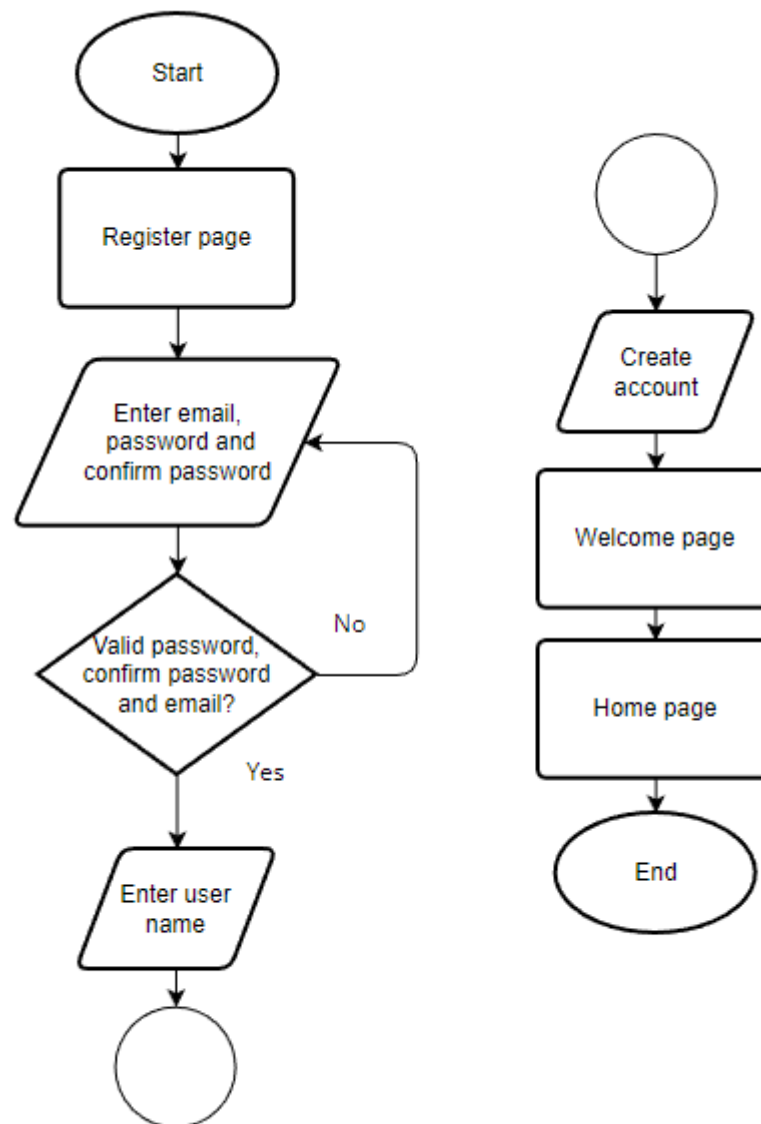 Start
Register page
Enter email,
password and
confirm password
No
Valid password,
confirm password
and email?
Yes
Enter user
name
Create
account
Welcome page
Home page
End